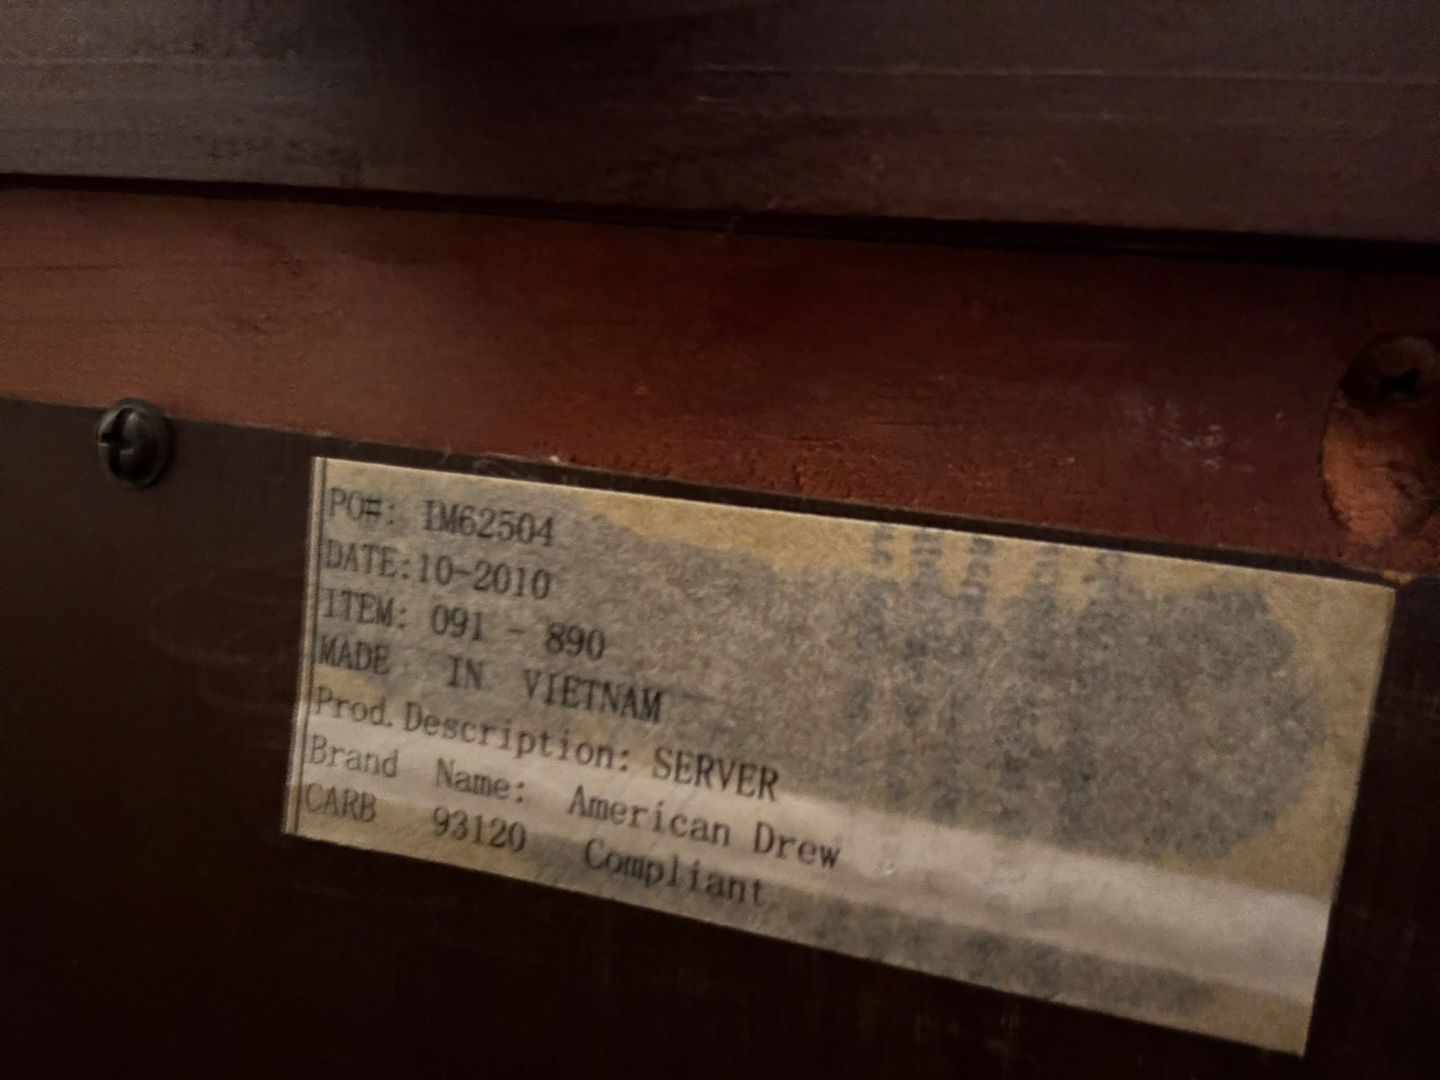 PO#: IM62504
DATE:10-2010
ITEM: 091 - 890
MADE IN VIETNAM
Prod.Description: SERVER
Brand Name: American Drew
CARB 93120 Compliant